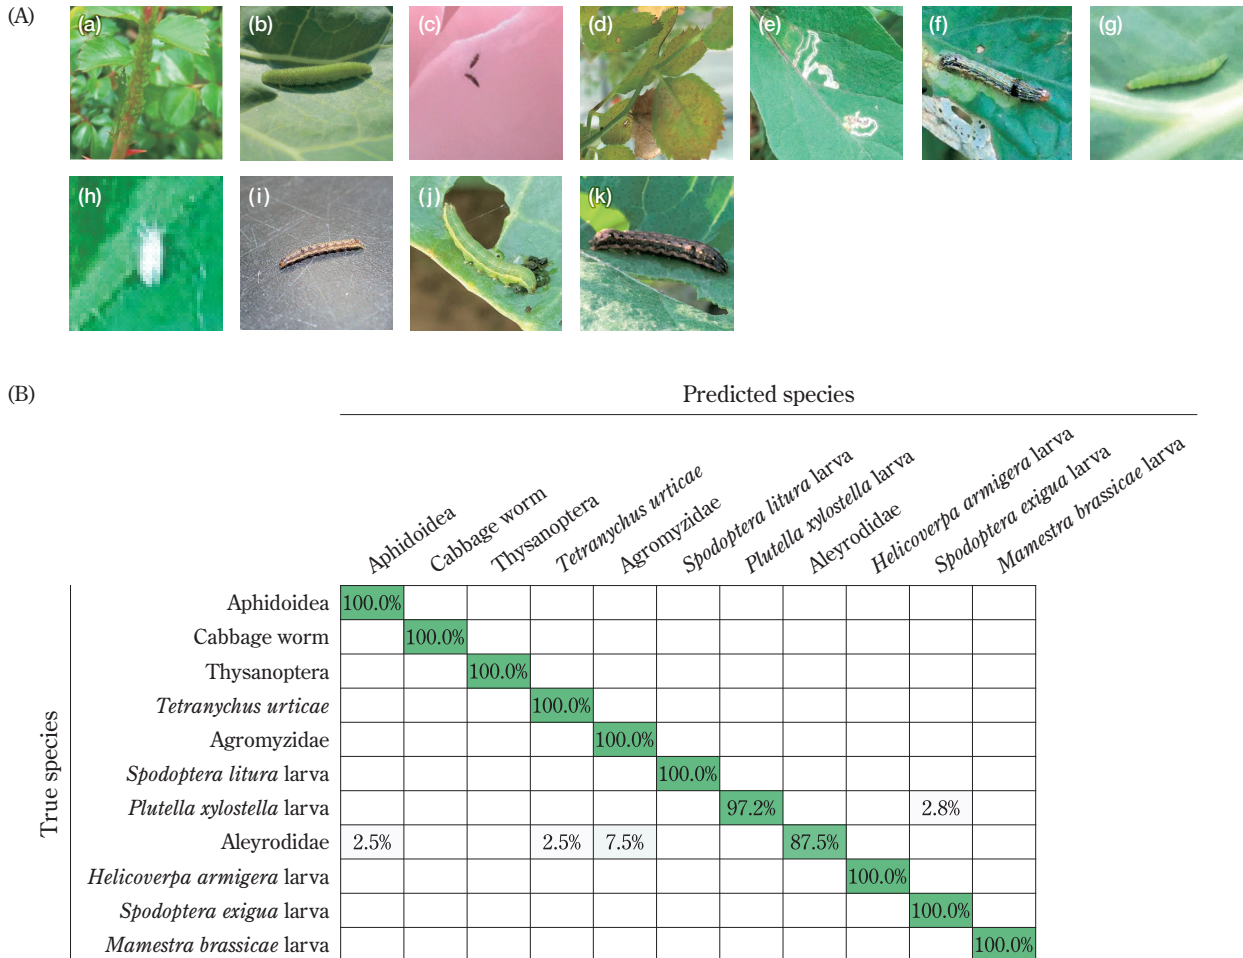 (A)
(a) (b) (c) (d) (e) (f) (g)
(h) (i) (j) (k)
(B)
Predicted species
Aphidoidea
Cabbage worm
Thysanoptera
Tetranychus urticae
Agromyzidae
Spodoptera litura larva
Plutella xylostella larva
Aleyrodidae
Helicoverpa armigera larva
Spodoptera exigua larva
Mamestra brassicae larva
True species
Aphidoidea 100.0%
Cabbage worm 100.0%
Thysanoptera 100.0%
Tetranychus urticae 100.0%
Agromyzidae 100.0%
Spodoptera litura larva 100.0%
Plutella xylostella larva 97.2% 2.8%
Aleyrodidae 2.5% 2.5% 7.5% 87.5%
Helicoverpa armigera larva 100.0%
Spodoptera exigua larva 100.0%
Mamestra brassicae larva 100.0%